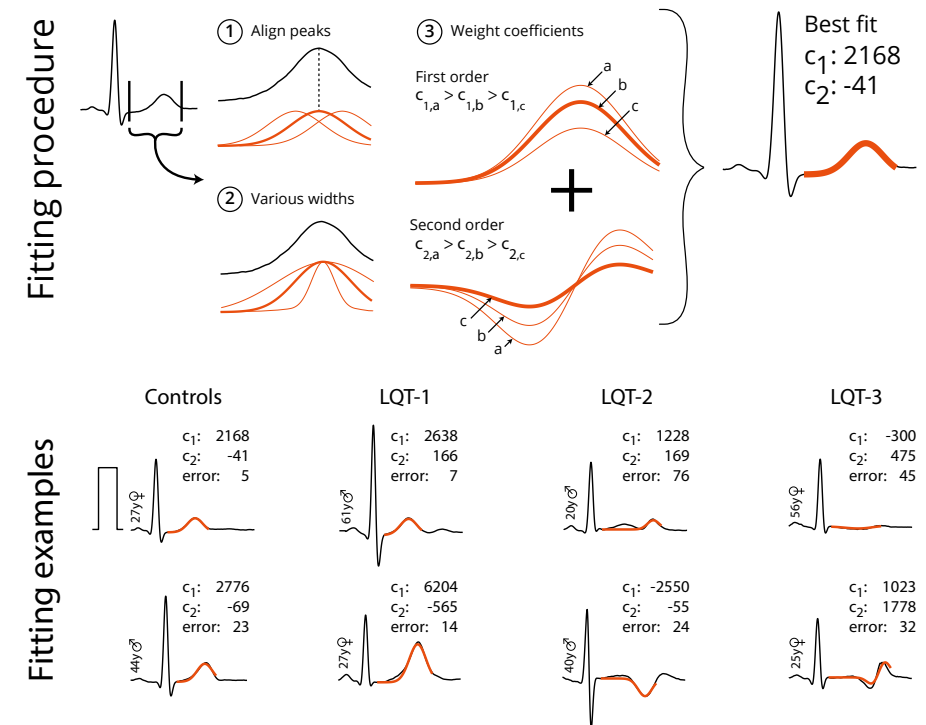 Fitting procedure
1 Align peaks
2 Various widths
3 Weight coefficients
First order
c1,a > c1,b > c1,c
a
b
c
+
Second order
c2,a > c2,b > c2,c
c
b
a
Best fit
c1: 2168
c2: -41
Fitting examples
Controls
LQT-1
LQT-2
LQT-3
27y♀
c1: 2168
c2: -41
error: 5
61y♂
c1: 2638
c2: 166
error: 7
20y♂
c1: 1228
c2: 169
error: 76
56y♀
c1: -300
c2: 475
error: 45
44y♂
c1: 2776
c2: -69
error: 23
27y♀
c1: 6204
c2: -565
error: 14
40y♂
c1: -2550
c2: -55
error: 24
25y♀
c1: 1023
c2: 1778
error: 32